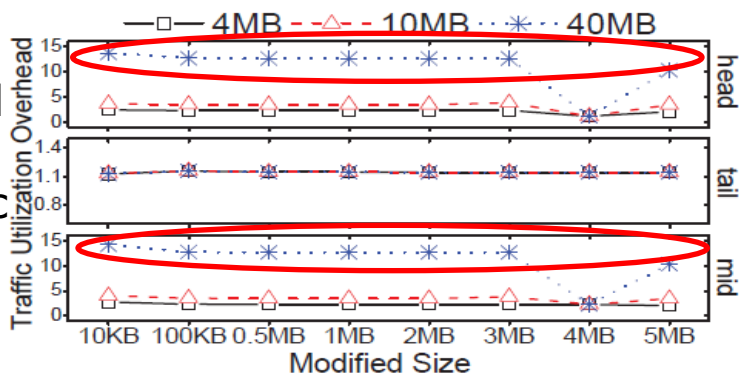 4MB 10MB 40MB
Traffic Utilization Overhead
15
10
5
0
head
1.4
1.1
0.8
tail
15
10
5
0
mid
10KB 100KB 0.5MB 1MB 2MB 3MB 4MB 5MB
Modified Size